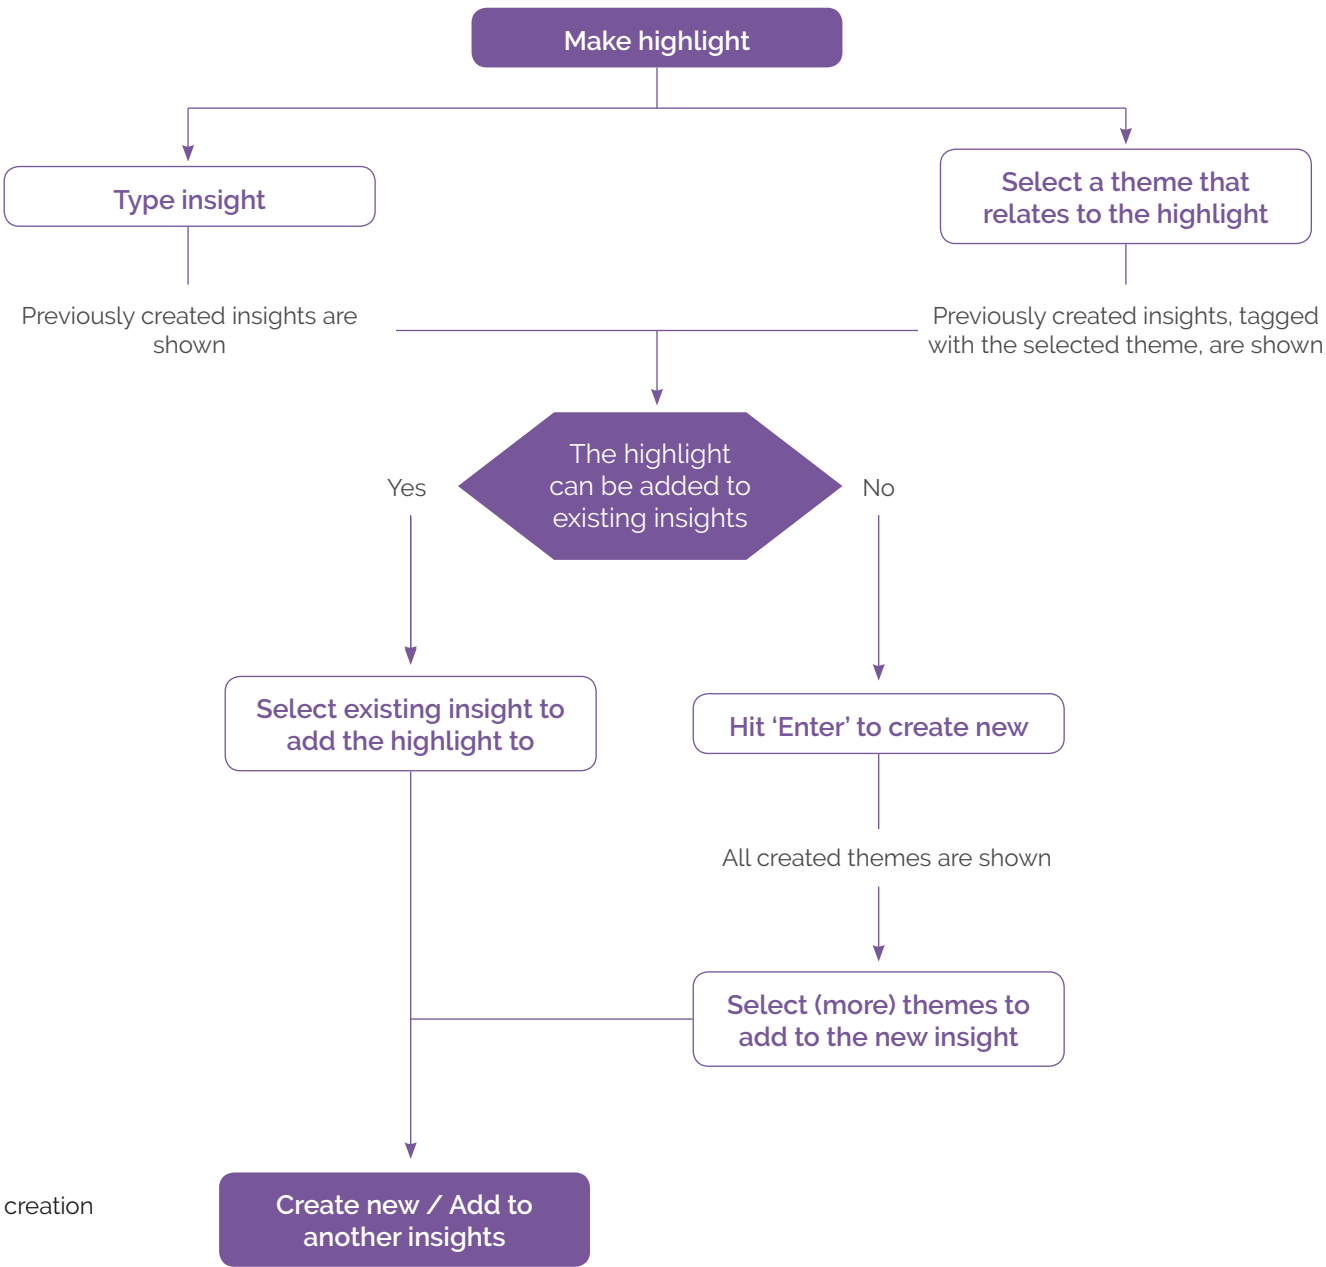 Make highlight
Type insight
Select a theme that
relates to the highlight
Previously created insights are
shown
Previously created insights, tagged
with the selected theme, are shown
The highlight
can be added to
existing insights
Yes
No
Select existing insight to
add the highlight to
Hit ‘Enter’ to create new
All created themes are shown
Select (more) themes to
add to the new insight
creation
Create new / Add to
another insights